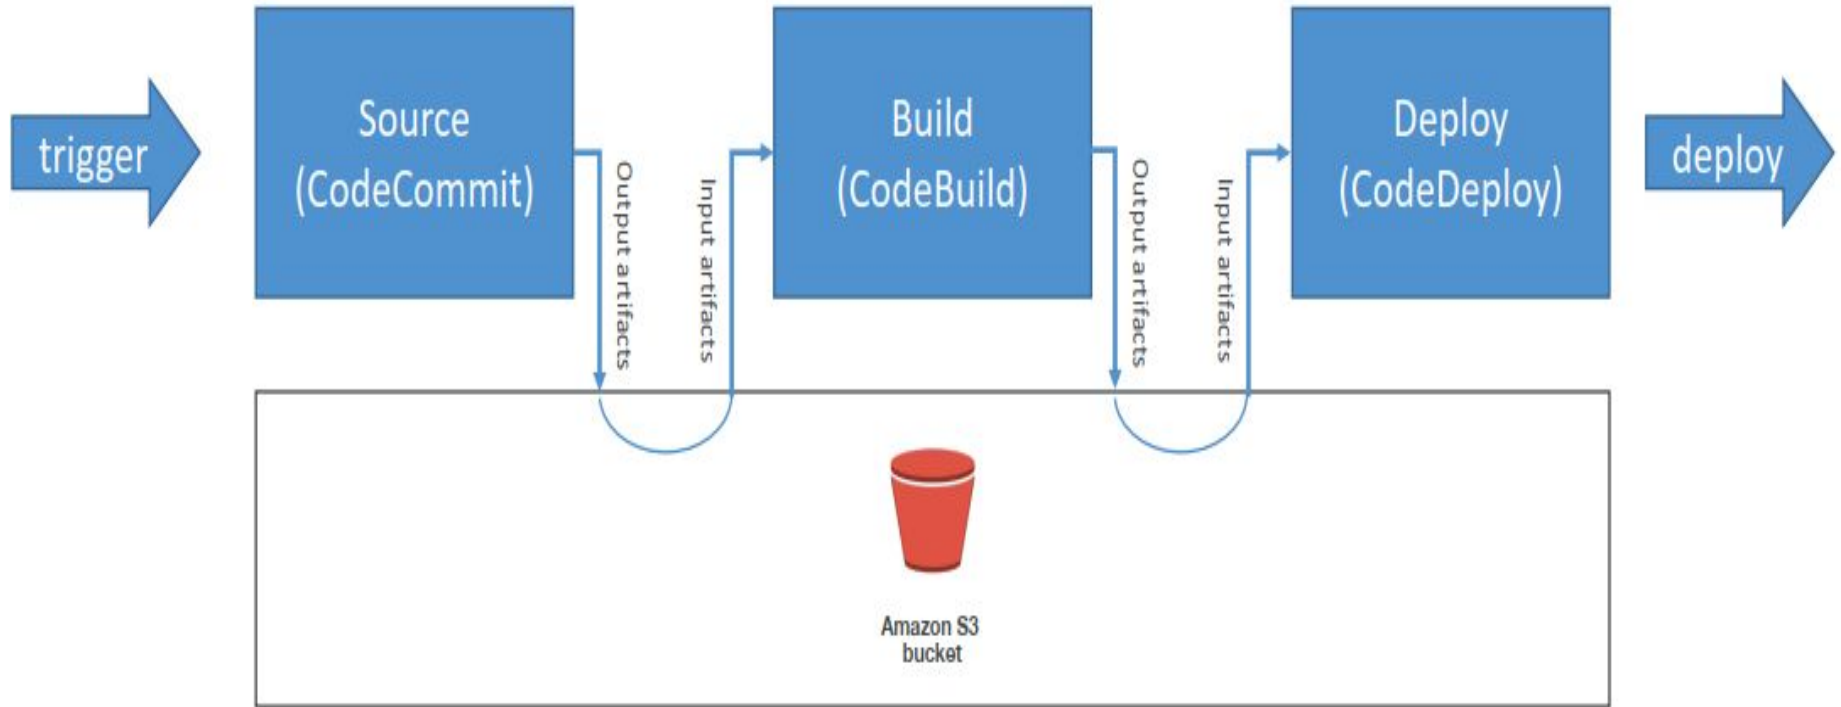 trigger
Source
(CodeCommit)
Output artifacts
Input artifacts
Build
(CodeBuild)
Output artifacts
Input artifacts
Deploy
(CodeDeploy)
deploy
Amazon S3
bucket